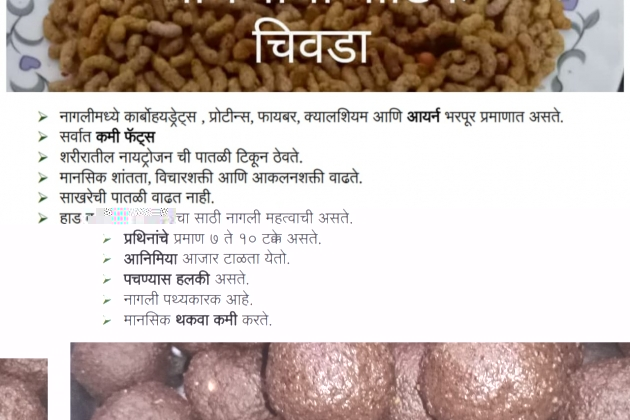 चिवडा
नागलीमध्ये कार्बोहयड्रेट्स , प्रोटीन्स, फायबर, क्यालशियम आणि आयर्न भरपूर प्रमाणात असते.
सर्वात कमी फॅट्स
शरीरातील नायट्रोजन ची पातळी टिकून ठेवते.
मानसिक शांतता, विचारशक्ती आणि आकलनशक्ती वाढते.
साखरेची पातळी वाढत नाही.
हाड साठी नागली महत्वाची असते.
प्रथिनांचे प्रमाण ७ ते १० टक्के असते.
आनिमिया आजार टाळता येतो.
पचण्यास हलकी असते.
नागली पथ्यकारक आहे.
मानसिक थकवा कमी करते.